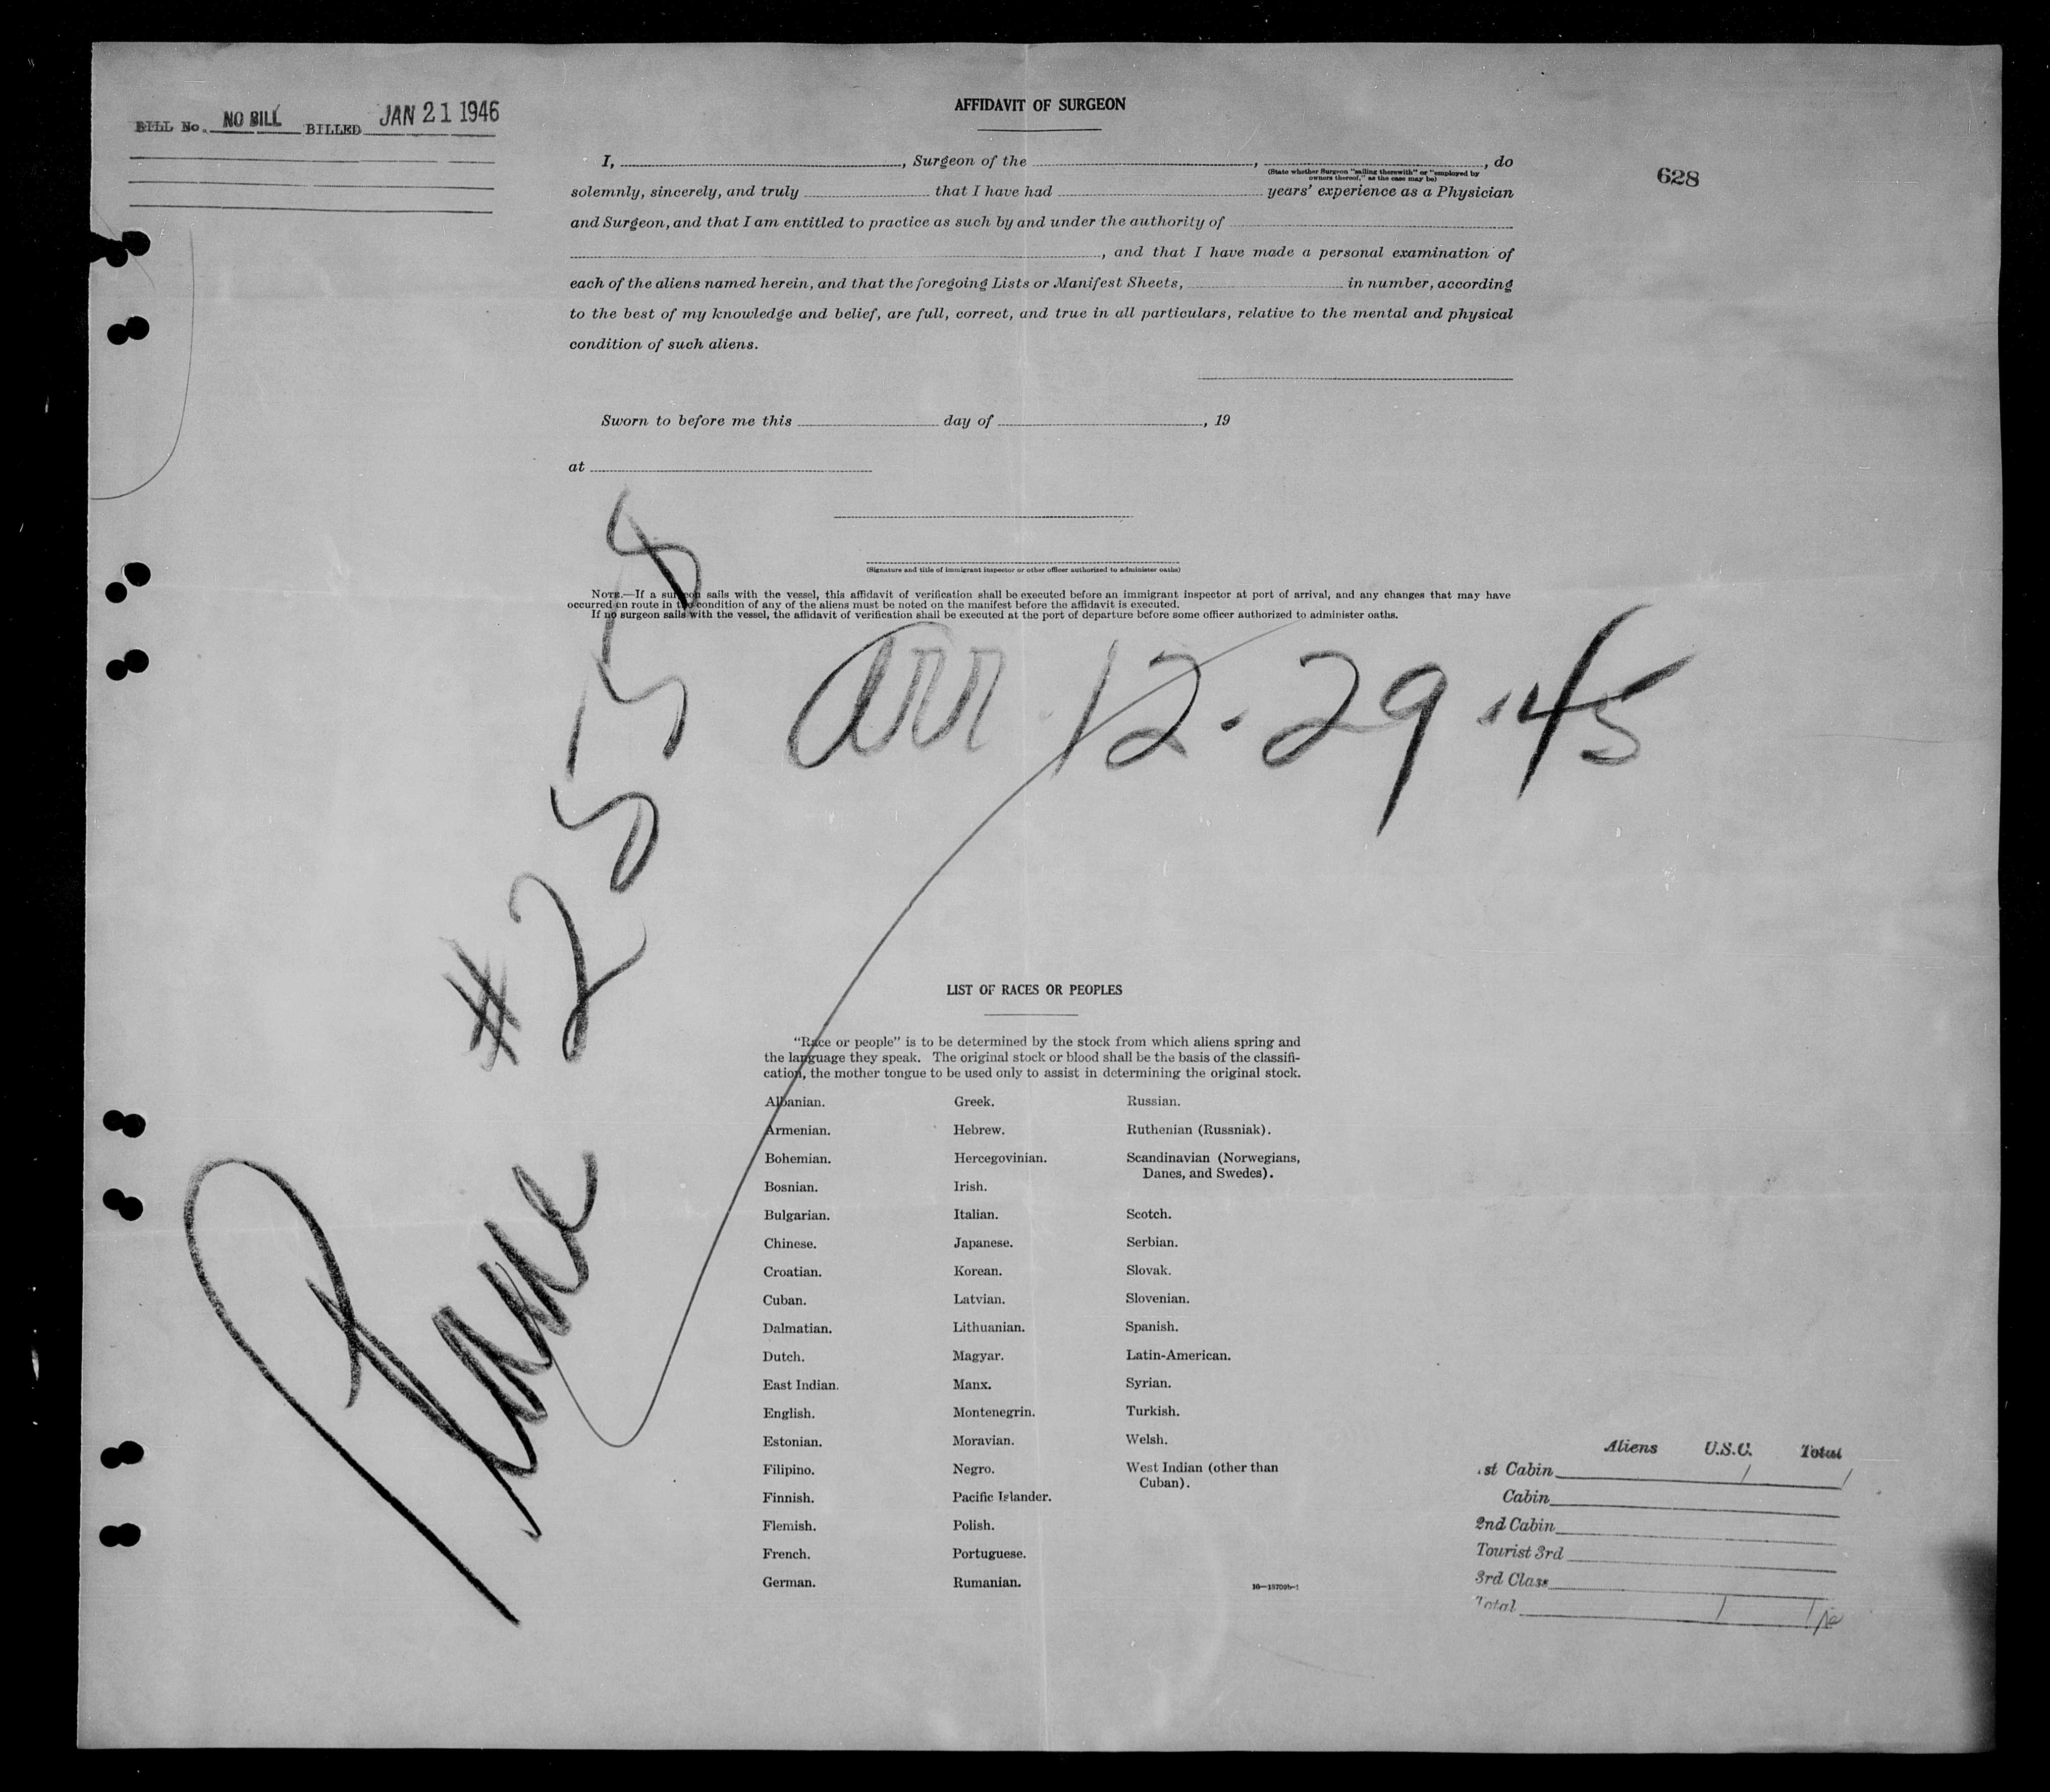 BILL No. NO BILL BILLED JAN 21 1946
AFFIDAVIT OF SURGEON
628
I, , Surgeon of the , , do
(State whether Surgeon "sailing therewith" or "employed by
owners thereof," as the case may be)
solemnly, sincerely, and truly that I have had years' experience as a Physician
and Surgeon, and that I am entitled to practice as such by and under the authority of
, and that I have made a personal examination of
each of the aliens named herein, and that the foregoing Lists or Manifest Sheets, in number, according
to the best of my knowledge and belief, are full, correct, and true in all particulars, relative to the mental and physical
condition of such aliens.
Sworn to before me this day of , 19
at
(Signature and title of immigrant inspector or other officer authorized to administer oaths)
NOTE.—If a surgeon sails with the vessel, this affidavit of verification shall be executed before an immigrant inspector at port of arrival, and any changes that may have
occurred en route in the condition of any of the aliens must be noted on the manifest before the affidavit is executed.
If no surgeon sails with the vessel, the affidavit of verification shall be executed at the port of departure before some officer authorized to administer oaths.
arr 12.29.45
Plane #2558
LIST OF RACES OR PEOPLES
"Race or people" is to be determined by the stock from which aliens spring and
the language they speak. The original stock or blood shall be the basis of the classifi-
cation, the mother tongue to be used only to assist in determining the original stock.
Albanian.
Armenian.
Bohemian.
Bosnian.
Bulgarian.
Chinese.
Croatian.
Cuban.
Dalmatian.
Dutch.
East Indian.
English.
Estonian.
Filipino.
Finnish.
Flemish.
French.
German.
Greek.
Hebrew.
Hercegovinian.
Irish.
Italian.
Japanese.
Korean.
Latvian.
Lithuanian.
Magyar.
Manx.
Montenegrin.
Moravian.
Negro.
Pacific Islander.
Polish.
Portuguese.
Rumanian.
Russian.
Ruthenian (Russniak).
Scandinavian (Norwegians,
Danes, and Swedes).
Scotch.
Serbian.
Slovak.
Slovenian.
Spanish.
Latin-American.
Syrian.
Turkish.
Welsh.
West Indian (other than
Cuban).
Aliens U.S.C. Total
st Cabin / /
Cabin
2nd Cabin
Tourist 3rd
3rd Class
Total / /